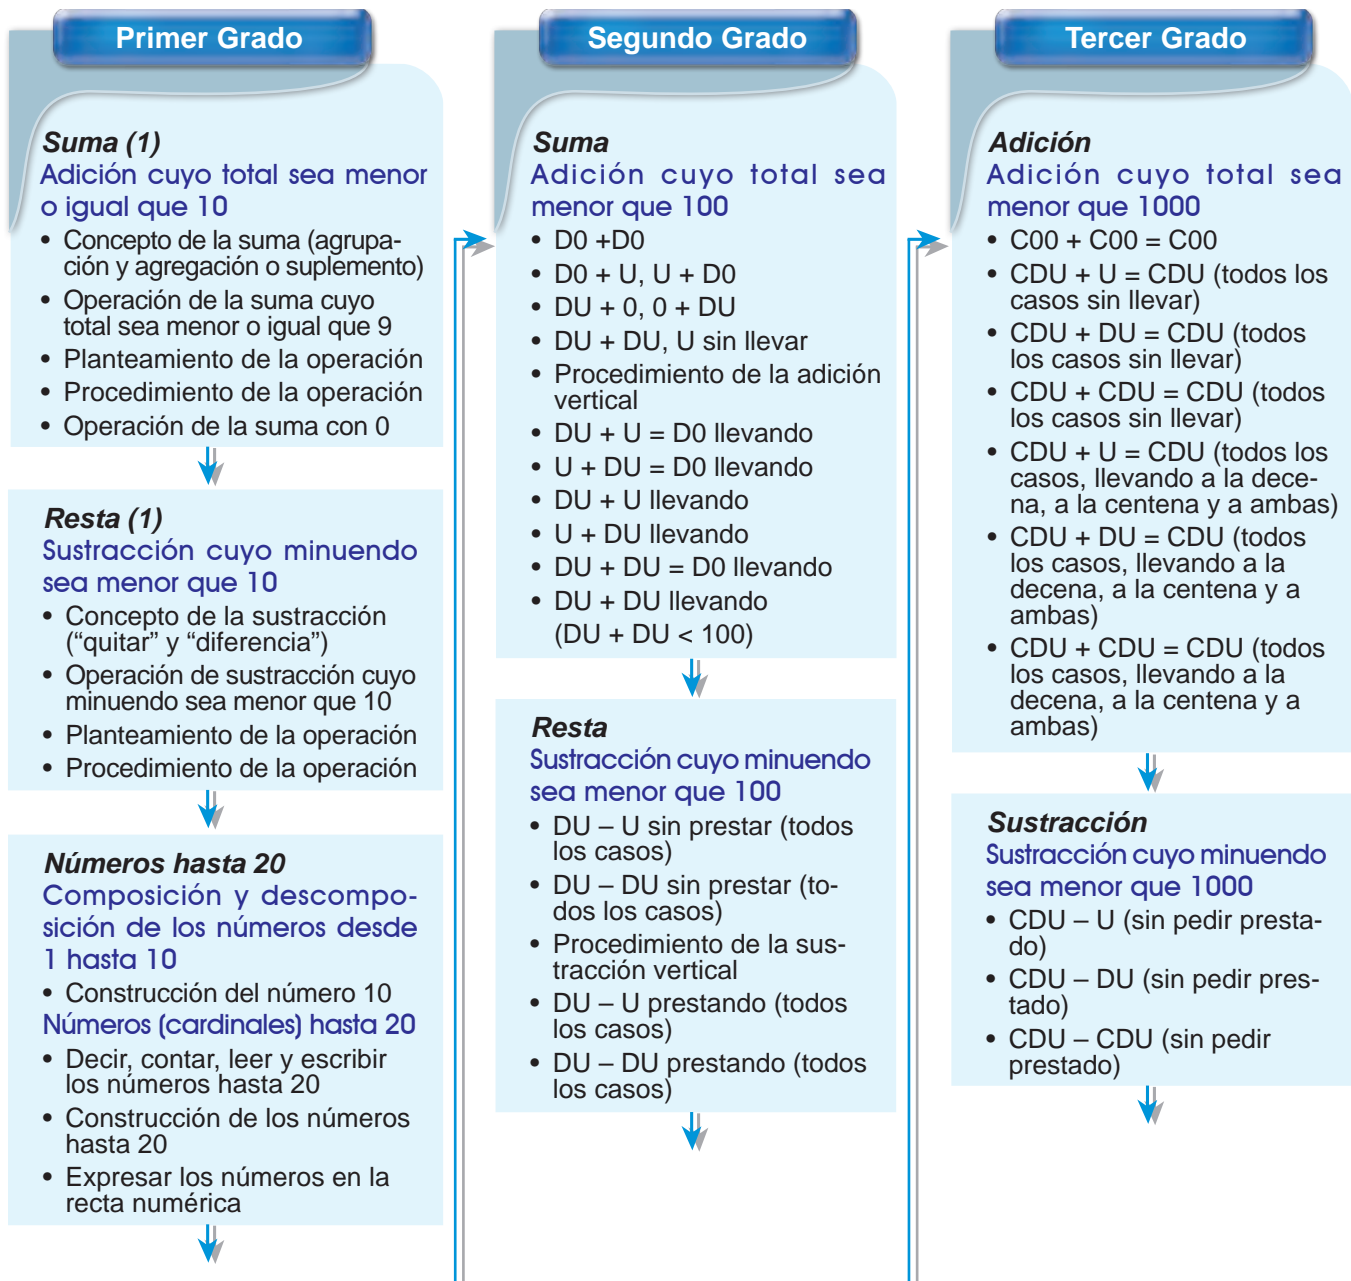 Primer Grado
Suma (1)
Adición cuyo total sea menor
o igual que 10
• Concepto de la suma (agrupa-
ción y agregación o suplemento)
• Operación de la suma cuyo
total sea menor o igual que 9
• Planteamiento de la operación
• Procedimiento de la operación
• Operación de la suma con 0
Resta (1)
Sustracción cuyo minuendo
sea menor que 10
• Concepto de la sustracción
(“quitar” y “diferencia”)
• Operación de sustracción cuyo
minuendo sea menor que 10
• Planteamiento de la operación
• Procedimiento de la operación
Números hasta 20
Composición y descompo-
sición de los números desde
1 hasta 10
• Construcción del número 10
Números (cardinales) hasta 20
• Decir, contar, leer y escribir
los números hasta 20
• Construcción de los números
hasta 20
• Expresar los números en la
recta numérica
Segundo Grado
Suma
Adición cuyo total sea
menor que 100
• D0 +D0
• D0 + U, U + D0
• DU + 0, 0 + DU
• DU + DU, U sin llevar
• Procedimiento de la adición
vertical
• DU + U = D0 llevando
• U + DU = D0 llevando
• DU + U llevando
• U + DU llevando
• DU + DU = D0 llevando
• DU + DU llevando
(DU + DU < 100)
Resta
Sustracción cuyo minuendo
sea menor que 100
• DU – U sin prestar (todos
los casos)
• DU – DU sin prestar (to-
dos los casos)
• Procedimiento de la sus-
tracción vertical
• DU – U prestando (todos
los casos)
• DU – DU prestando (todos
los casos)
Tercer Grado
Adición
Adición cuyo total sea
menor que 1000
• C00 + C00 = C00
• CDU + U = CDU (todos los
casos sin llevar)
• CDU + DU = CDU (todos
los casos sin llevar)
• CDU + CDU = CDU (todos
los casos sin llevar)
• CDU + U = CDU (todos los
casos, llevando a la dece-
na, a la centena y a ambas)
• CDU + DU = CDU (todos
los casos, llevando a la
decena, a la centena y a
ambas)
• CDU + CDU = CDU (todos
los casos, llevando a la
decena, a la centena y a
ambas)
Sustracción
Sustracción cuyo minuendo
sea menor que 1000
• CDU – U (sin pedir presta-
do)
• CDU – DU (sin pedir pres-
tado)
• CDU – CDU (sin pedir
prestado)